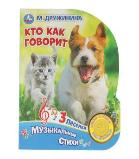 М. ДРУЖИНИНА
КТО КАК
ГОВОРИТ
3 ПЕСЕНКИ
МУЗЫКАЛЬНЫЕ
СТИХИ